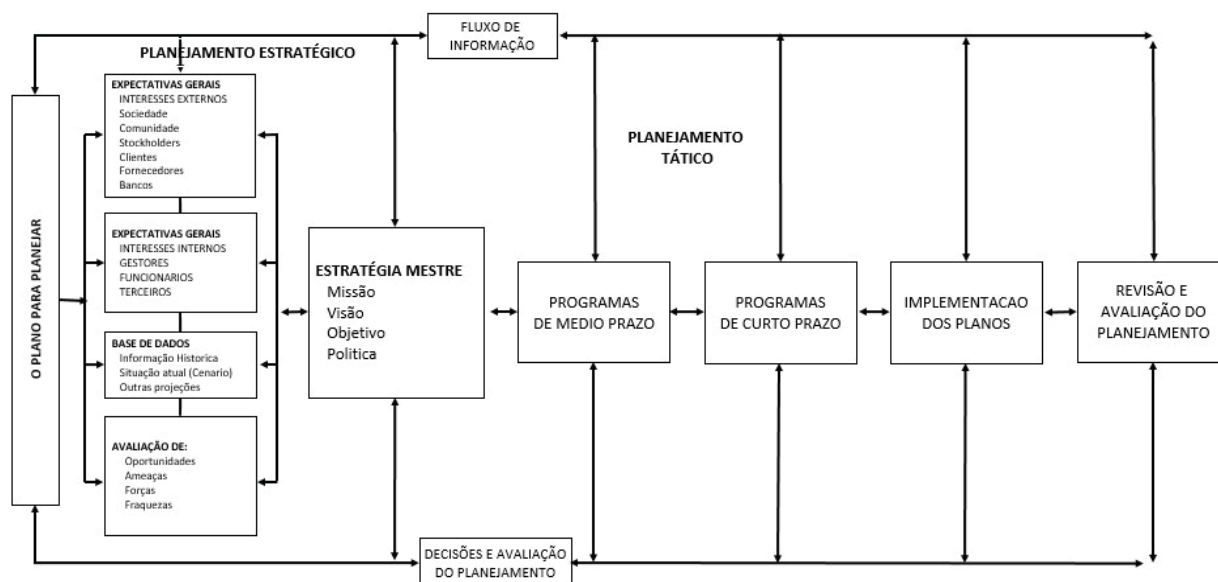 FLUXO DE
INFORMAÇÃO
PLANEJAMENTO ESTRATÉGICO
O PLANO PARA PLANEJAR
EXPECTATIVAS GERAIS
INTERESSES EXTERNOS
Sociedade
Comunidade
Stockholders
Clientes
Fornecedores
Bancos
EXPECTATIVAS GERAIS
INTERESSES INTERNOS
GESTORES
FUNCIONARIOS
TERCEIROS
BASE DE DADOS
Informação Historica
Situação atual (Cenario)
Outras projeções
AVALIAÇÃO DE:
Oportunidades
Ameaças
Forças
Fraquezas
ESTRATÉGIA MESTRE
Missão
Visão
Objetivo
Politica
PLANEJAMENTO
TÁTICO
PROGRAMAS
DE MEDIO PRAZO
PROGRAMAS
DE CURTO PRAZO
IMPLEMENTACAO
DOS PLANOS
REVISÃO E
AVALIAÇÃO DO
PLANEJAMENTO
DECISÕES E AVALIAÇÃO
DO PLANEJAMENTO